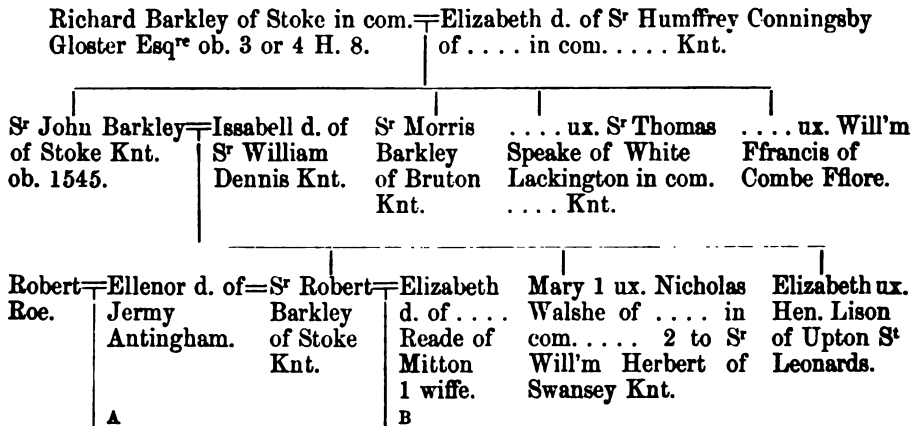 Richard Barkley of Stoke in com.=Elizabeth d. of Sʳ Humffrey Conningsby
Gloster Esqʳᵉ ob. 3 or 4 H. 8. of . . . . in com. . . . . Knt.
Sʳ John Barkley=Issabell d. of
of Stoke Knt. Sʳ William
ob. 1545. Dennis Knt.
Sʳ Morris
Barkley
of Bruton
Knt.
. . . . ux. Sʳ Thomas
Speake of White
Lackington in com.
. . . . Knt.
. . . . ux. Will'm
Ffrancis of
Combe Fflore.
Robert=Ellenor d. of=Sʳ Robert=Elizabeth
Roe. Jermy Barkley d. of . . . .
Antingham. of Stoke Reade of
Knt. Mitton
1 wiffe.
Mary 1 ux. Nicholas
Walshe of . . . . in
com. . . . . 2 to Sʳ
Will'm Herbert of
Swansey Knt.
Elizabeth ux.
Hen. Lison
of Upton Sᵗ
Leonards.
A B